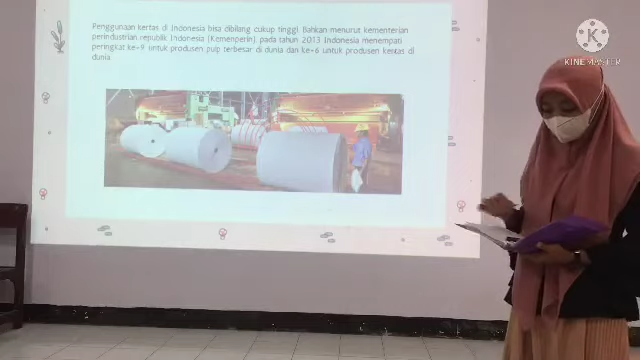 Penggunaan kertas di Indonesia bisa dibilang cukup tinggi. Bahkan menurut kementerian
perindustrian republik Indonesia (Kemenperin) pada tahun 2013 Indonesia menempati
peringkat ke-9 untuk produsen pulp terbesar di dunia dan ke-6 untuk produsen kertas di
dunia
K
KINEMASTER